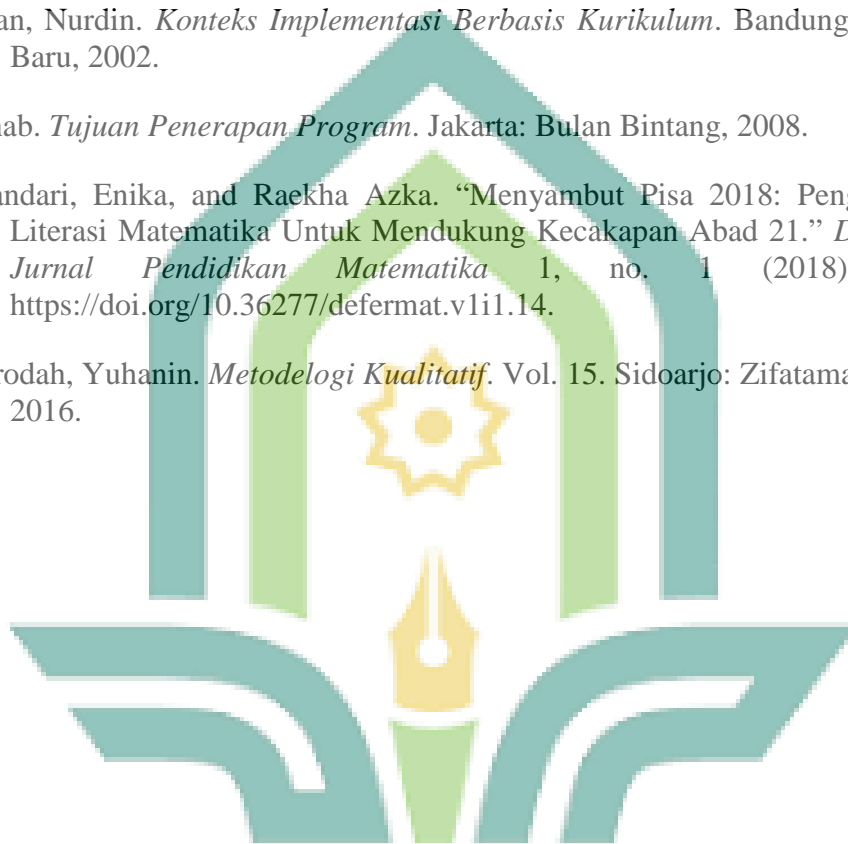 an, Nurdin. Konteks Implementasi Berbasis Kurikulum. Bandung
Baru, 2002.
ab. Tujuan Penerapan Program. Jakarta: Bulan Bintang, 2008.
ndari, Enika, and Raekha Azka. “Menyambut Pisa 2018: Peng
Literasi Matematika Untuk Mendukung Kecakapan Abad 21.” D
Jurnal Pendidikan Matematika 1, no. 1 (2018)
https://doi.org/10.36277/defermat.v1i1.14.
rodah, Yuhanin. Metodelogi Kualitatif. Vol. 15. Sidoarjo: Zifatama
2016.